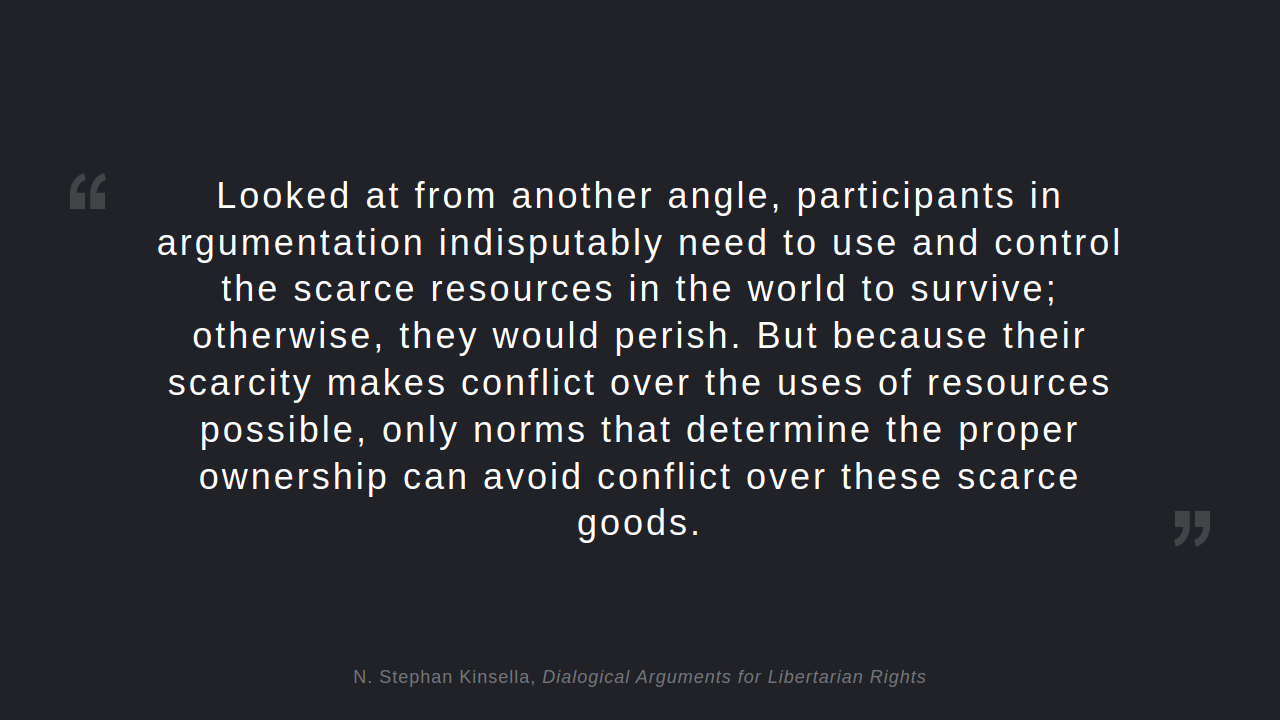 “
Looked at from another angle, participants in
argumentation indisputably need to use and control
the scarce resources in the world to survive;
otherwise, they would perish. But because their
scarcity makes conflict over the uses of resources
possible, only norms that determine the proper
ownership can avoid conflict over these scarce
goods.
”
N. Stephan Kinsella, Dialogical Arguments for Libertarian Rights